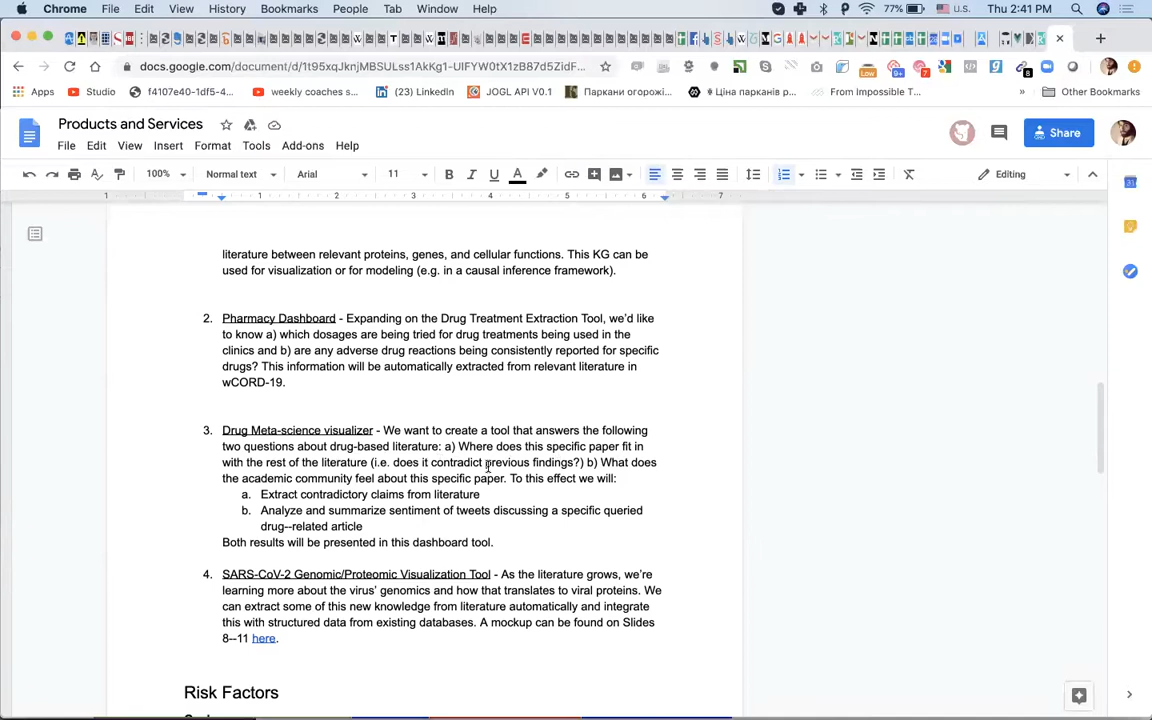 Chrome File Edit View History Bookmarks People Tab Window Help 77% U.S. Thu 2:41 PM
docs.google.com/document/d/1t95xqJknjMBSULss1AkKg1-UIFYW0tX1zB87d5ZidF...
Apps Studio f4107e40-1df5-4... weekly coaches s... (23) LinkedIn JOGL API V0.1 Паркани огорожі... Ціна парканів р... From Impossible T... » Other Bookmarks
Products and Services
Share
File Edit View Insert Format Tools Add-ons Help
100% Normal text Arial 11 B I U A Editing
1 1 2 3 4 5 6 7
literature between relevant proteins, genes, and cellular functions. This KG can be
used for visualization or for modeling (e.g. in a causal inference framework).
2. Pharmacy Dashboard - Expanding on the Drug Treatment Extraction Tool, we'd like
to know a) which dosages are being tried for drug treatments being used in the
clinics and b) are any adverse drug reactions being consistently reported for specific
drugs? This information will be automatically extracted from relevant literature in
wCORD-19.
3. Drug Meta-science visualizer - We want to create a tool that answers the following
two questions about drug-based literature: a) Where does this specific paper fit in
with the rest of the literature (i.e. does it contradict previous findings?) b) What does
the academic community feel about this specific paper. To this effect we will:
a. Extract contradictory claims from literature
b. Analyze and summarize sentiment of tweets discussing a specific queried
drug--related article
Both results will be presented in this dashboard tool.
4. SARS-CoV-2 Genomic/Proteomic Visualization Tool - As the literature grows, we're
learning more about the virus' genomics and how that translates to viral proteins. We
can extract some of this new knowledge from literature automatically and integrate
this with structured data from existing databases. A mockup can be found on Slides
8--11 here.
Risk Factors